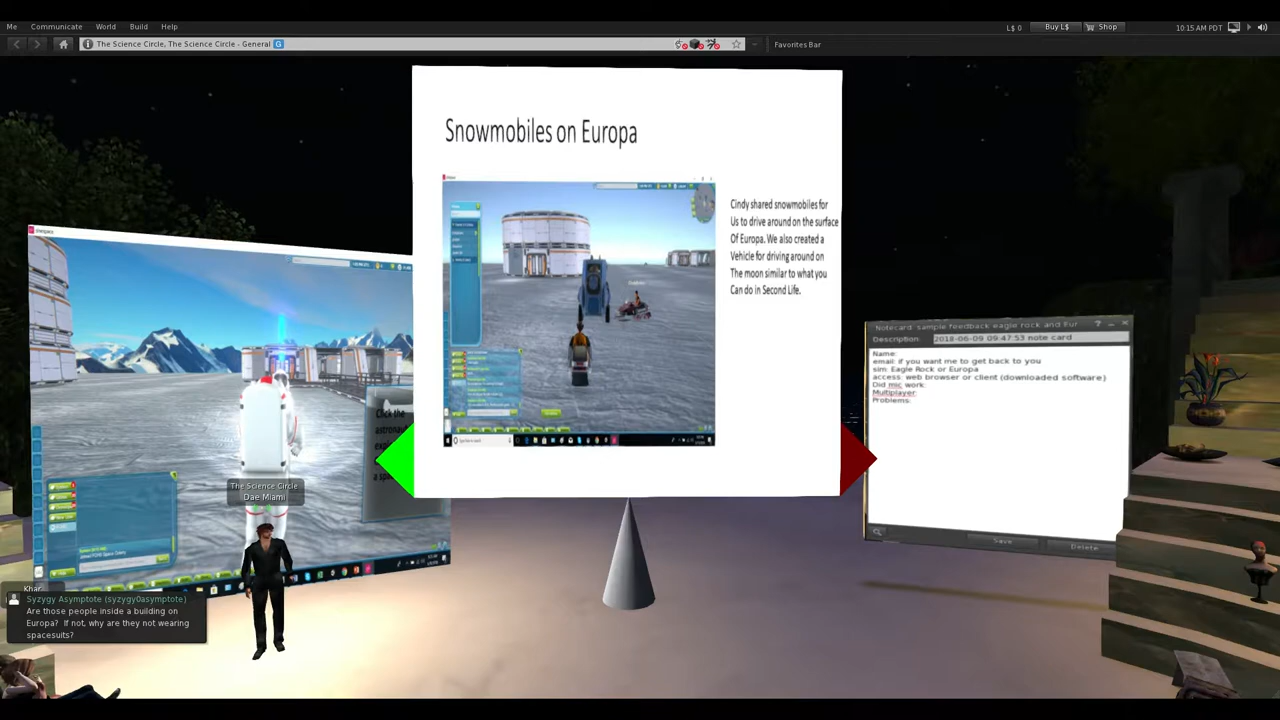 Me Communicate World Build Help
L$ 0 Buy L$ Shop 10:15 AM PDT
The Science Circle, The Science Circle - General G
Favorites Bar
Snowmobiles on Europa
Cindy shared snowmobiles for
Us to drive around on the surface
Of Europa. We also created a
Vehicle for driving around on
The moon similar to what you
Can do in Second Life.
Click the
Notecard: sample feedback eagle rock and Eur
Description: 2018-06-09 09:47:53 note card
Name:
email: if you want me to get back to you
sim: Eagle Rock or Europa
access: web browser or client (downloaded software)
Did mic work:
Multiplayer:
Problems:
Save Delete
The Science Circle
Dae Miami
Khar
Syzygy Asymptote (syzygy0asymptote)
Are those people inside a building on
Europa? If not, why are they not wearing
spacesuits?